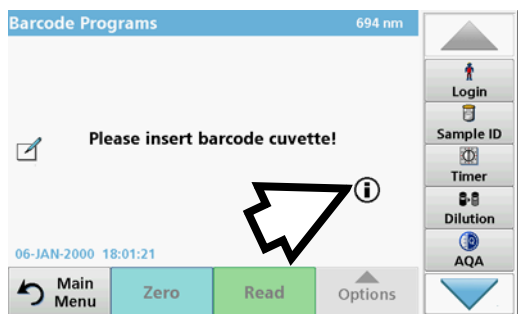 Barcode Programs 694 nm
Login
Please insert barcode cuvette!
Sample ID
Timer
Dilution
06-JAN-2000 18:01:21
AQA
Main
Menu
Zero
Read
Options